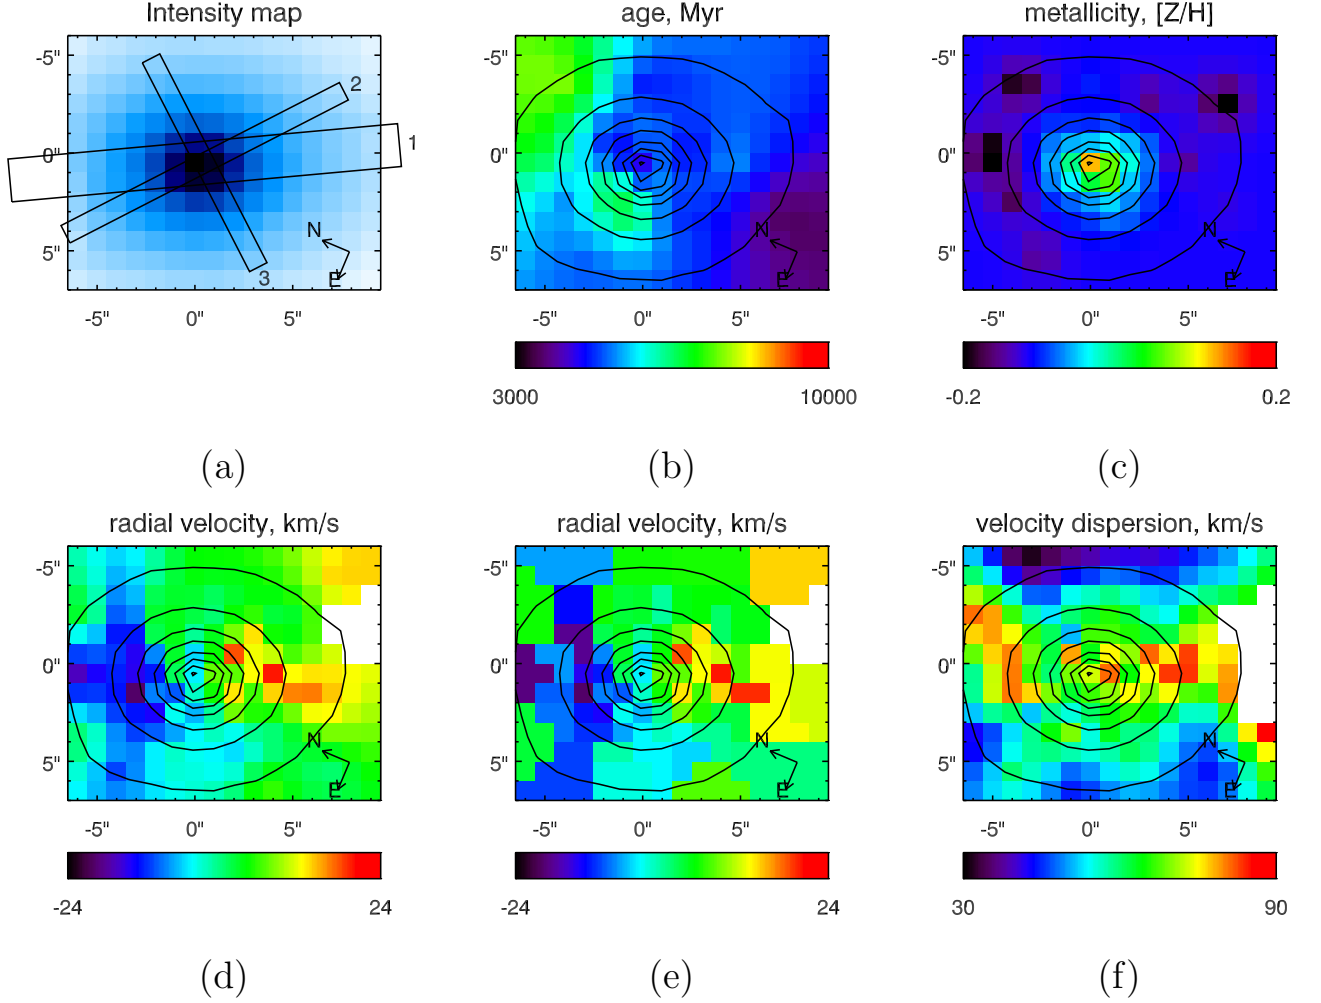 Intensity map
age, Myr
metallicity, [Z/H]
-5"
0"
5"
-5" 0" 5"
1
2
3
N
E
-5"
0"
5"
-5" 0" 5"
N
E
3000 10000
-5"
0"
5"
-5" 0" 5"
N
E
-0.2 0.2
(a)
(b)
(c)
radial velocity, km/s
radial velocity, km/s
velocity dispersion, km/s
-5"
0"
5"
-5" 0" 5"
N
E
-24 24
-5"
0"
5"
-5" 0" 5"
N
E
-24 24
-5"
0"
5"
-5" 0" 5"
N
E
30 90
(d)
(e)
(f)